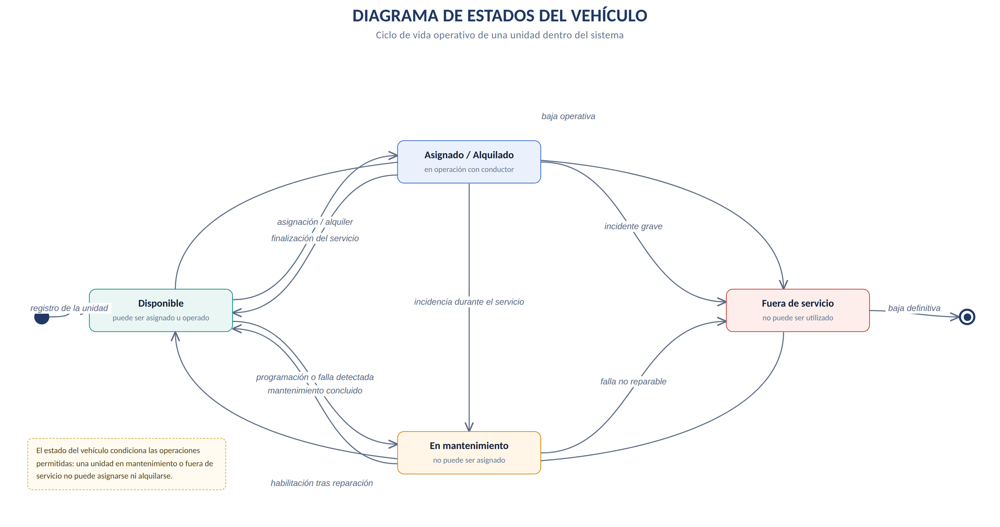 DIAGRAMA DE ESTADOS DEL VEHÍCULO
Ciclo de vida operativo de una unidad dentro del sistema
baja operativa
Asignado / Alquilado
en operación con conductor
asignación / alquiler
finalización del servicio
incidente grave
incidencia durante el servicio
registro de la unidad
Disponible
puede ser asignado u operado
Fuera de servicio
no puede ser utilizado
baja definitiva
programación o falla detectada
mantenimiento concluido
falla no reparable
En mantenimiento
no puede ser asignado
El estado del vehículo condiciona las operaciones
permitidas: una unidad en mantenimiento o fuera de
servicio no puede asignarse ni alquilarse.
habilitación tras reparación